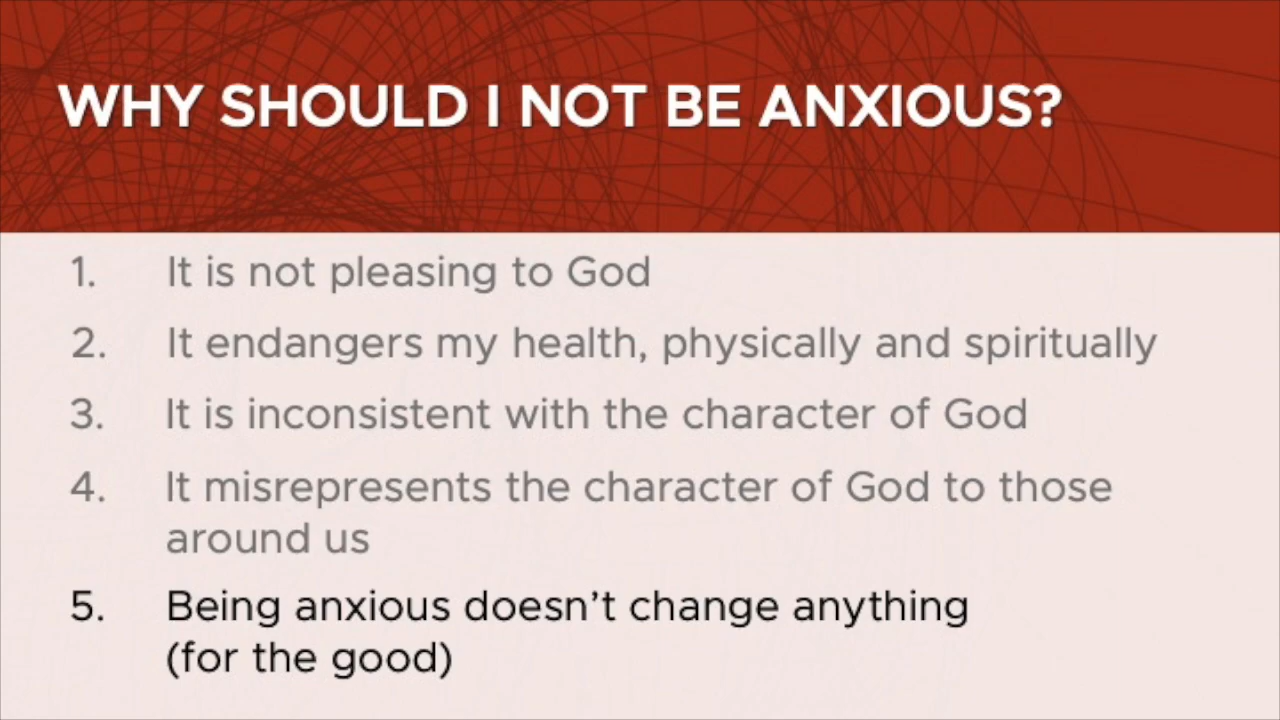 WHY SHOULD I NOT BE ANXIOUS?
1. It is not pleasing to God
2. It endangers my health, physically and spiritually
3. It is inconsistent with the character of God
4. It misrepresents the character of God to those
around us
5. Being anxious doesn’t change anything
(for the good)